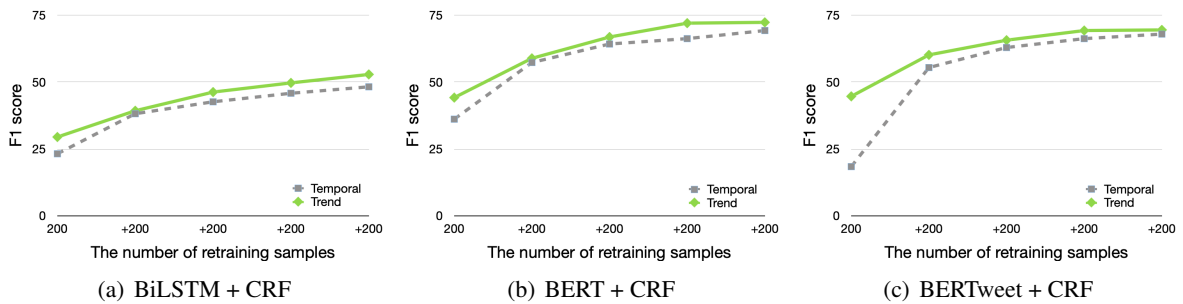 75
50
25
0
F1 score
Temporal
Trend
200 +200 +200 +200 +200
The number of retraining samples
(a) BiLSTM + CRF
75
50
25
0
F1 score
Temporal
Trend
200 +200 +200 +200 +200
The number of retraining samples
(b) BERT + CRF
75
50
25
0
F1 score
Temporal
Trend
200 +200 +200 +200 +200
The number of retraining samples
(c) BERTweet + CRF